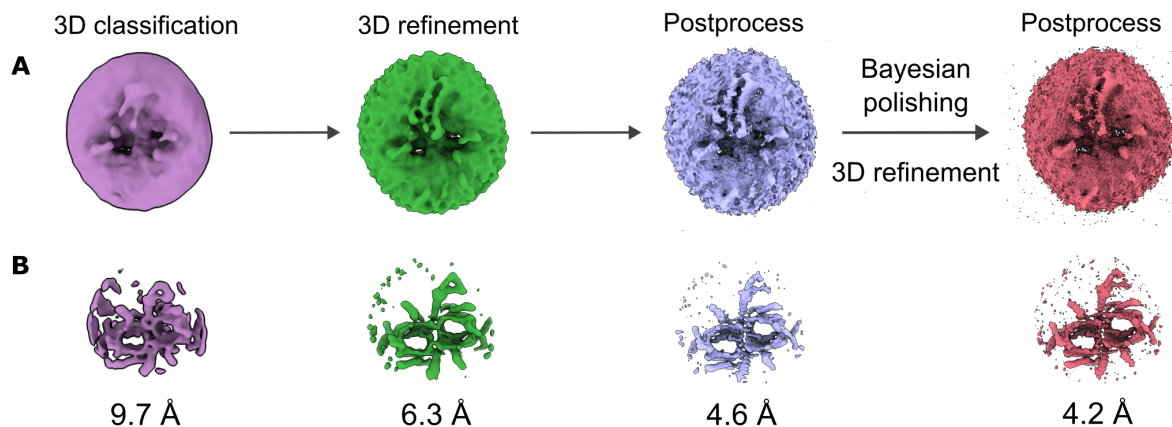 3D classification
3D refinement
Postprocess
Postprocess
A
Bayesian
polishing
3D refinement
B
9.7 Å
6.3 Å
4.6 Å
4.2 Å